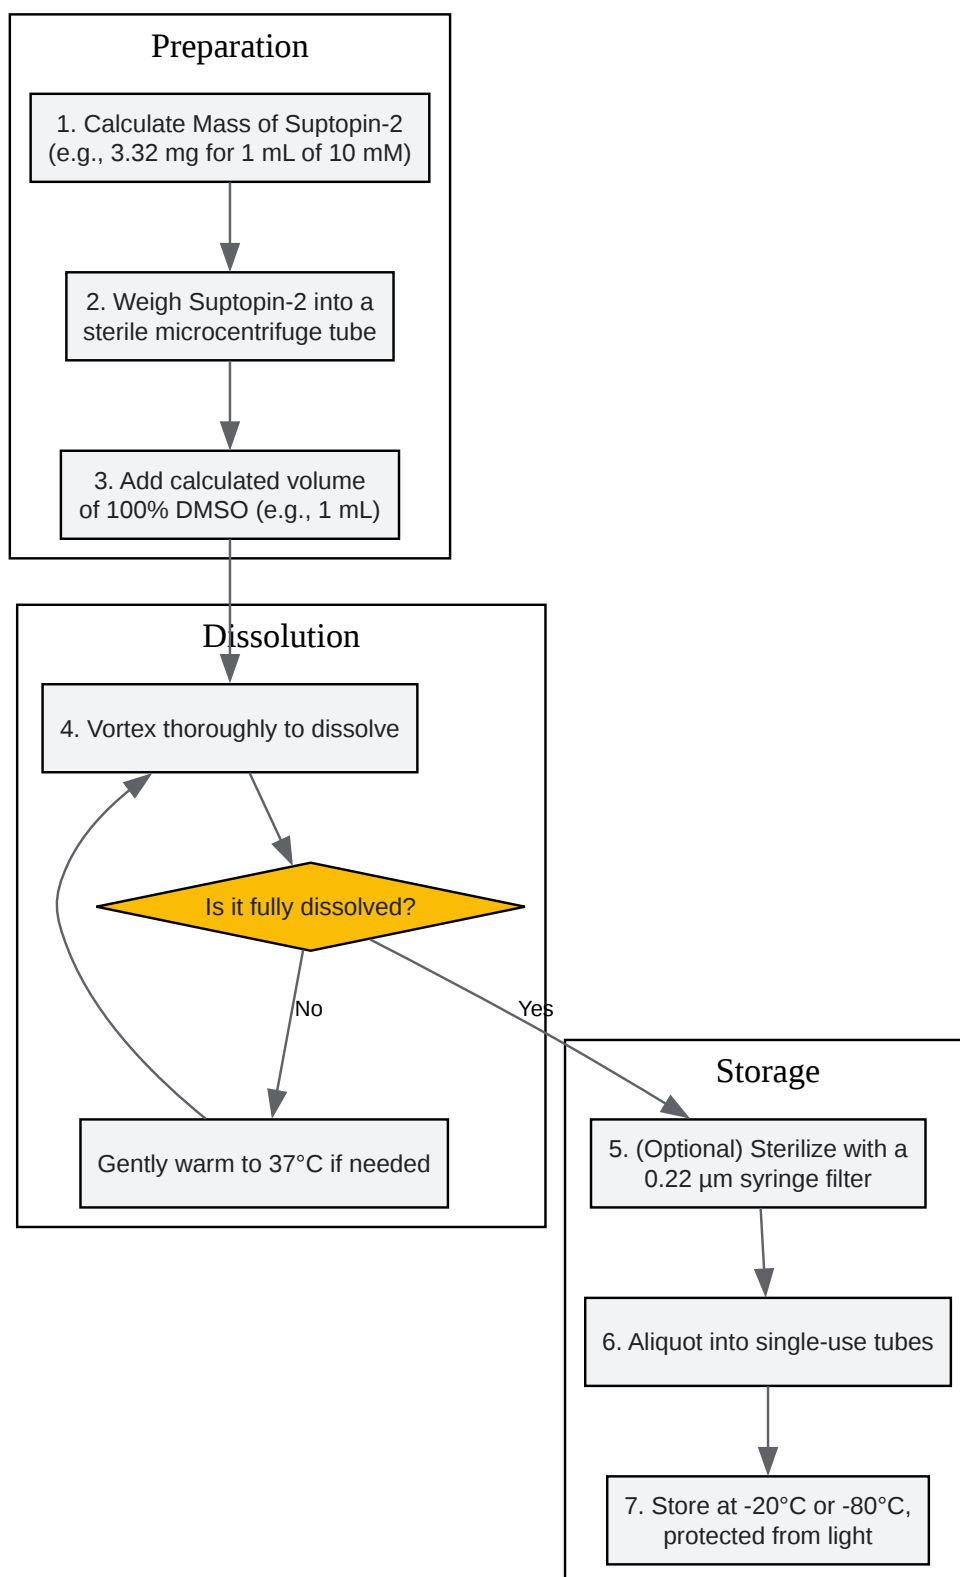 Preparation
1. Calculate Mass of Suptopin-2
(e.g., 3.32 mg for 1 mL of 10 mM)
2. Weigh Suptopin-2 into a
sterile microcentrifuge tube
3. Add calculated volume
of 100% DMSO (e.g., 1 mL)
Dissolution
4. Vortex thoroughly to dissolve
Is it fully dissolved?
No
Yes
Gently warm to 37°C if needed
Storage
5. (Optional) Sterilize with a
0.22 µm syringe filter
6. Aliquot into single-use tubes
7. Store at -20°C or -80°C,
protected from light